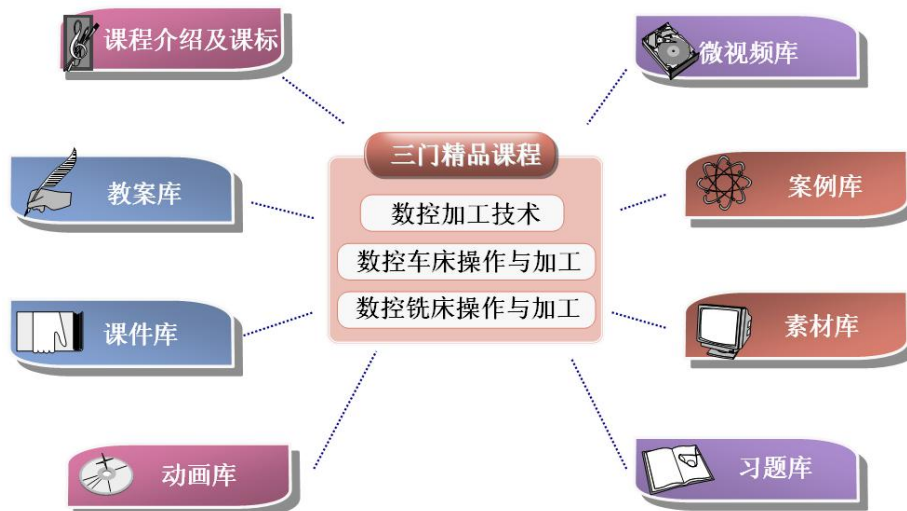 课程介绍及课标
微视频库
三门精品课程
教案库
案例库
数控加工技术
数控车床操作与加工
数控铣床操作与加工
课件库
素材库
动画库
习题库